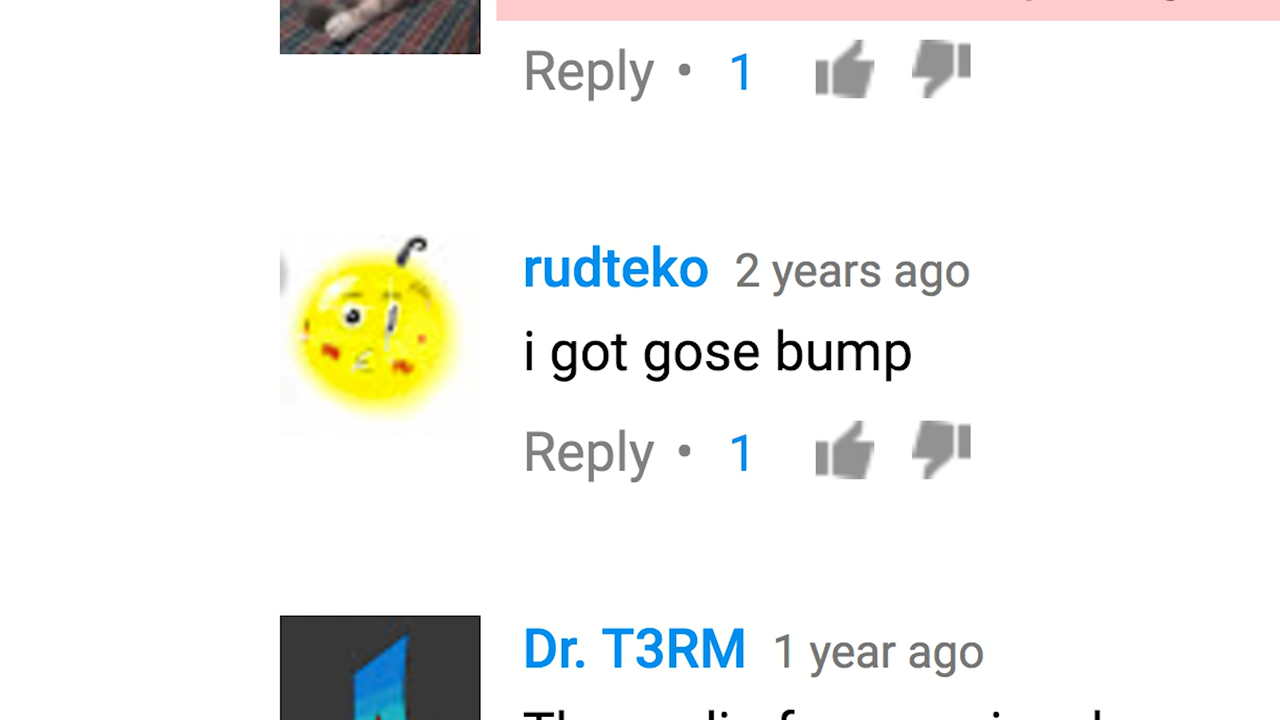 Reply • 1
rudteko 2 years ago
i got gose bump
Reply • 1
Dr. T3RM 1 year ago